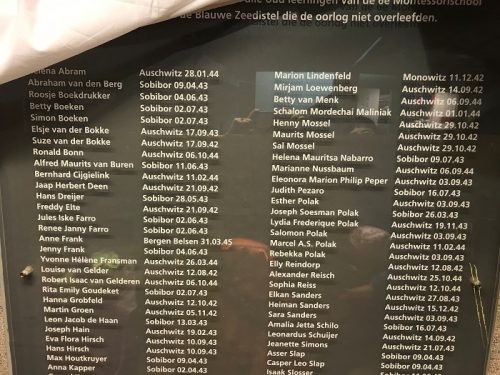 oud leerlingen van de 6e Montessorischool
de Blauwe Zeedistel die de oorlog niet overleefden.
Helena Abram Auschwitz 28.01.44
Abraham van den Berg Sobibor 09.04.43
Roosje Boekdrukker Sobibor 04.06.43
Betty Boeken Sobibor 02.07.43
Simon Boeken Sobibor 02.07.43
Elsje van der Bokke Auschwitz 17.09.43
Suze van der Bokke Auschwitz 17.09.42
Ronald Bonn Auschwitz 06.10.44
Alfred Maurits van Buren Sobibor 11.06.43
Bernhard Cijgielink Auschwitz 11.02.44
Jaap Herbert Deen Auschwitz 21.09.42
Hans Dreijer Sobibor 28.05.43
Freddy Elte Auschwitz 21.09.42
Jules Iske Farro Sobibor 02.06.43
Renee Janny Farro Sobibor 02.06.43
Anne Frank Bergen Belsen 31.03.45
Jenny Frank Sobibor 04.06.43
Yvonne Hélène Fransman Auschwitz 26.03.44
Louise van Gelder Auschwitz 12.08.42
Robert Isaac van Gelderen Auschwitz 06.10.44
Rita Emily Goudeket Sobibor 02.07.43
Hanna Grobfeld Auschwitz 12.10.42
Martin Groen Auschwitz 05.11.42
Leon Jacob de Haan Sobibor 13.03.43
Joseph Hain Auschwitz 19.02.43
Eva Flora Hirsch Auschwitz 10.09.43
Hans Hirsch Auschwitz 10.09.43
Max Houtkruyer Sobibor 09.04.43
Anna Kapper Sobibor 02.04.43
Marion Lindenfeld Monowitz 11.12.42
Mirjam Loewenberg Auschwitz 14.09.42
Betty van Menk Auschwitz 06.09.44
Schalom Mordechai Maliniak Auschwitz 01.01.44
Henny Mossel Auschwitz 29.10.42
Maurits Mossel Auschwitz 29.10.42
Sal Mossel Auschwitz 29.10.42
Helena Mauritsa Nabarro Sobibor 09.07.43
Marianne Nussbaum Auschwitz 06.09.44
Eleonora Marion Philip Peper Auschwitz 03.09.43
Judith Pezaro Sobibor 16.07.43
Esther Polak Auschwitz 03.09.43
Joseph Soesman Polak Sobibor 26.03.43
Lydia Frederique Polak Auschwitz 19.11.43
Salomon Polak Auschwitz 03.09.43
Marcel A.S. Polak Auschwitz 11.02.44
Rebekka Polak Auschwitz 03.09.43
Elly Reindorp Auschwitz 12.08.42
Alexander Reisch Auschwitz 25.10.44
Sophia Reiss Auschwitz 12.10.42
Elkan Sanders Auschwitz 27.08.43
Heiman Sanders Auschwitz 03.09.43
Sara Sanders Auschwitz 03.09.43
Amalia Jetta Schilo Sobibor 16.07.43
Leonardus Schuijer Auschwitz 14.09.42
Jeanette Simons Auschwitz 21.07.43
Asser Slap Sobibor 09.04.43
Casper Leo Slap Sobibor 09.04.43
Isaak Slosser